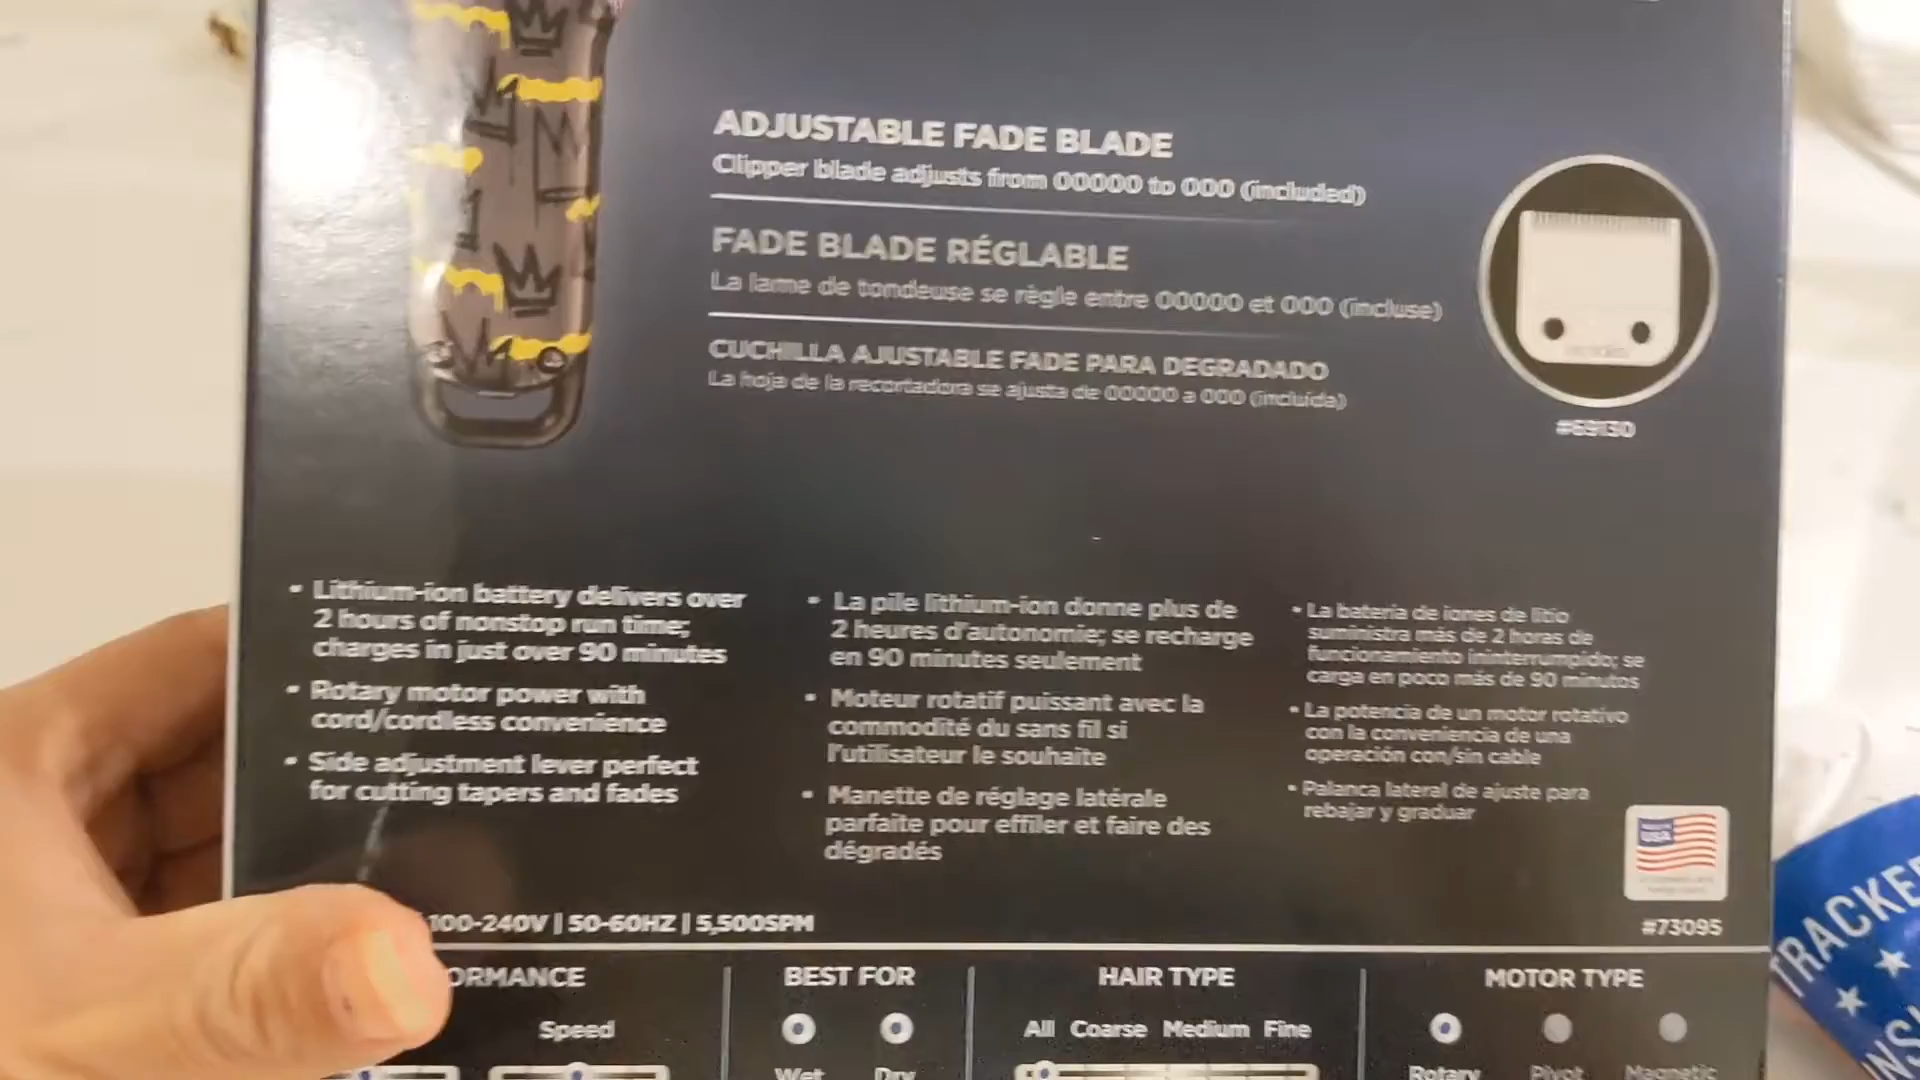 ADJUSTABLE FADE BLADE
Clipper blade adjusts from 00000 to 000 (included)
FADE BLADE RÉGLABLE
La lame de tondeuse se règle entre 00000 et 000 (incluse)
CUCHILLA AJUSTABLE FADE PARA DEGRADADO
La hoja de la recortadora se ajusta de 00000 a 000 (incluida)
#69130
• Lithium-ion battery delivers over
2 hours of nonstop run time;
charges in just over 90 minutes
• Rotary motor power with
cord/cordless convenience
• Side adjustment lever perfect
for cutting tapers and fades
• La pile lithium-ion donne plus de
2 heures d'autonomie; se recharge
en 90 minutes seulement
• Moteur rotatif puissant avec la
commodité du sans fil si
l'utilisateur le souhaite
• Manette de réglage latérale
parfaite pour effiler et faire des
dégradés
• La batería de iones de litio
suministra más de 2 horas de
funcionamiento ininterrumpido; se
carga en poco más de 90 minutos
• La potencia de un motor rotativo
con la conveniencia de una
operación con/sin cable
• Palanca lateral de ajuste para
rebajar y graduar
USA
#73095
100-240V | 50-60HZ | 5,500SPM
ORMANCE
Speed
BEST FOR
Wet Dry
HAIR TYPE
All Coarse Medium Fine
MOTOR TYPE
Rotary Pivot Magnetic
TRACKE